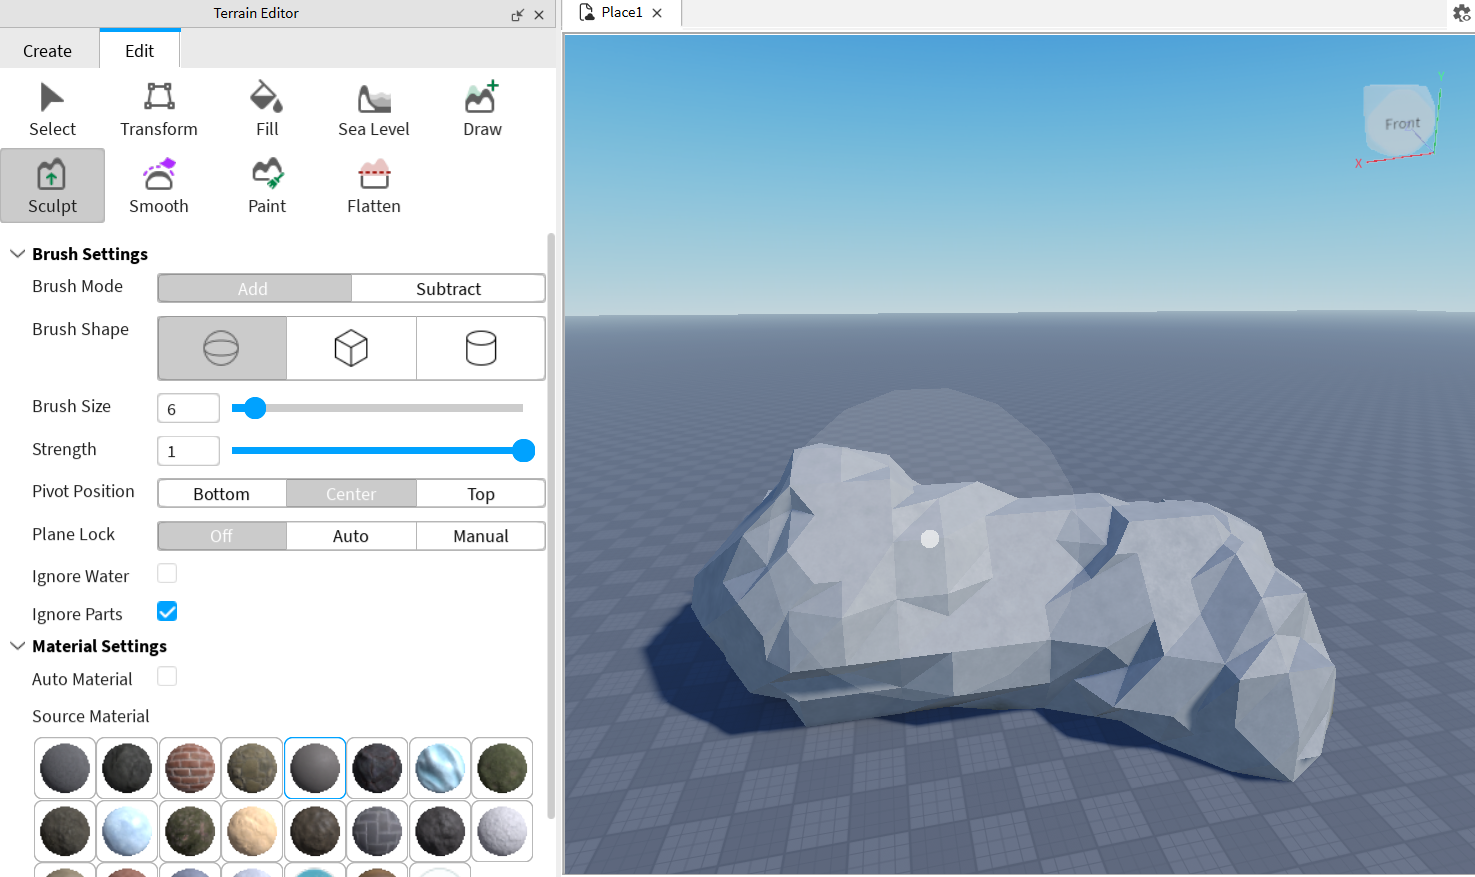 Terrain Editor
Place1
Create
Edit
Select
Transform
Fill
Sea Level
Draw
Sculpt
Smooth
Paint
Flatten
Brush Settings
Brush Mode
Add
Subtract
Brush Shape
Brush Size
6
Strength
1
Pivot Position
Bottom
Center
Top
Plane Lock
Off
Auto
Manual
Ignore Water
Ignore Parts
Material Settings
Auto Material
Source Material
Y
Front
X